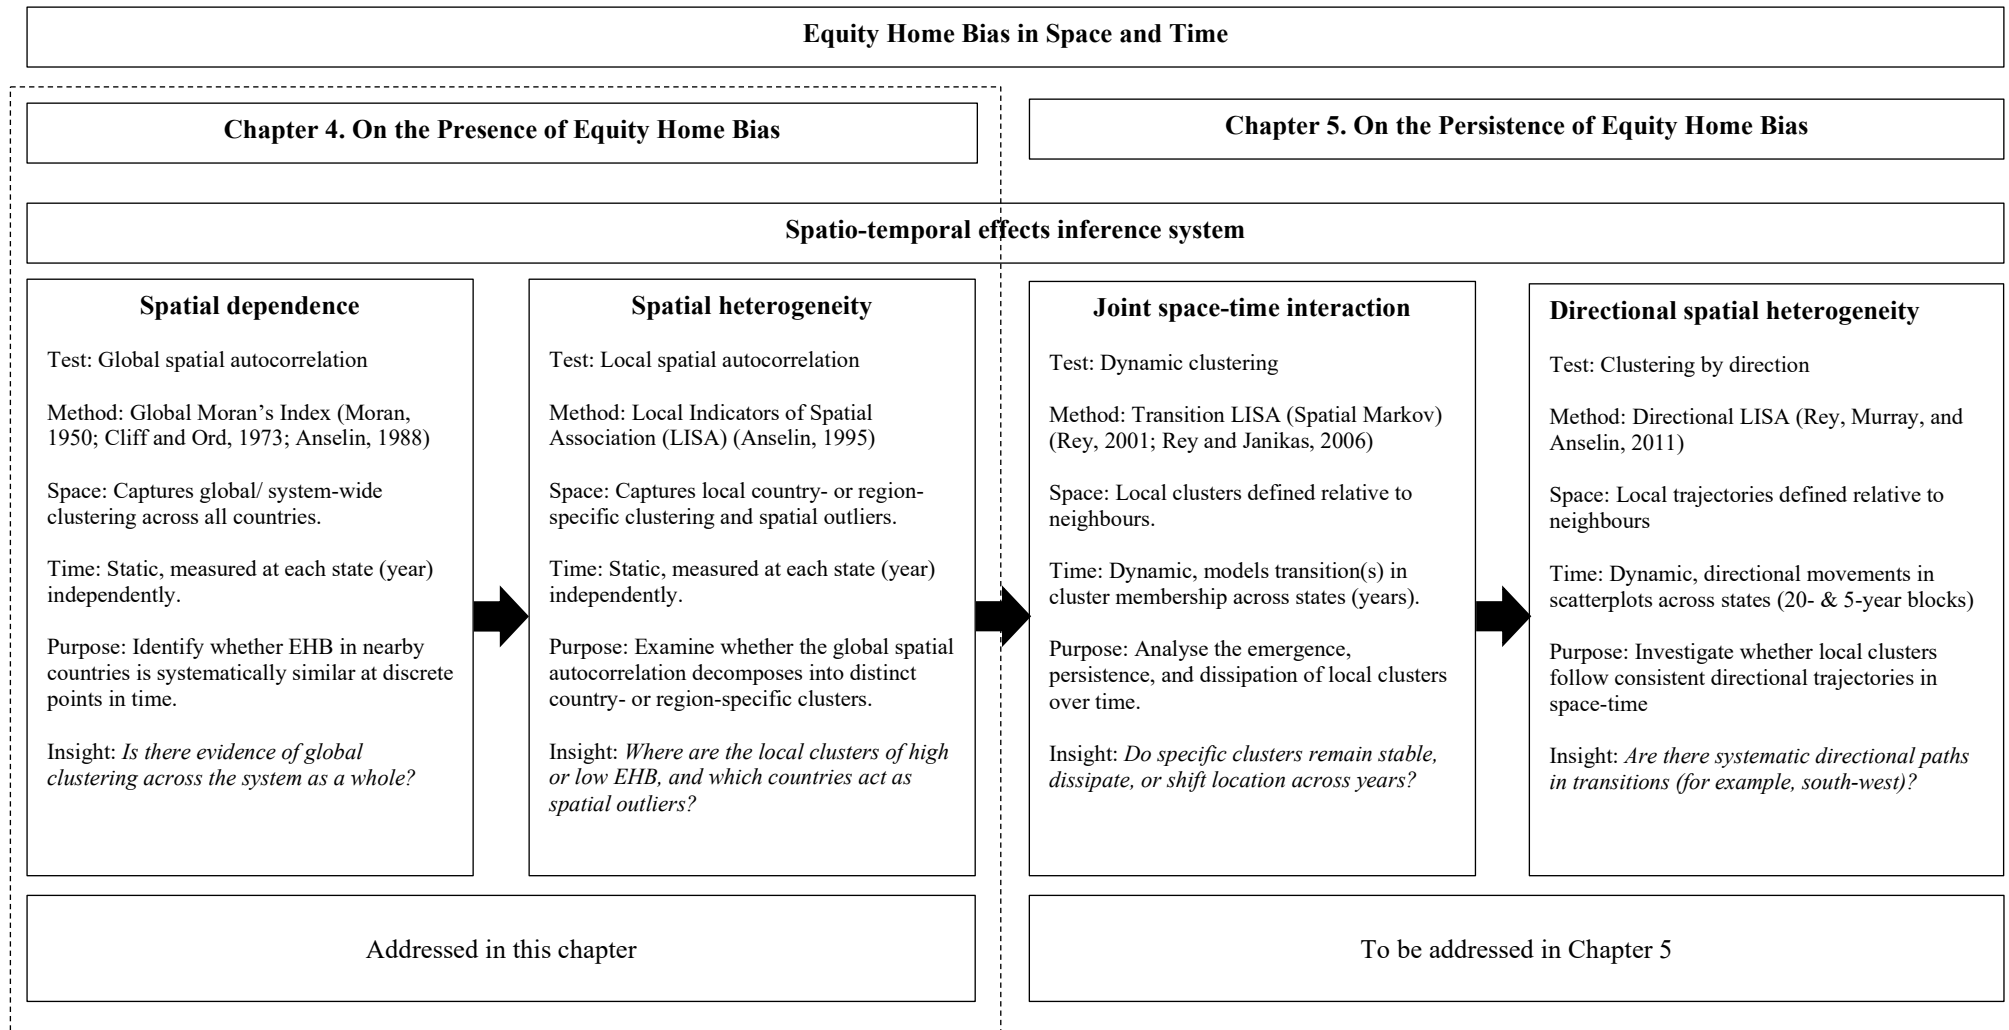 Equity Home Bias in Space and Time
Chapter 4. On the Presence of Equity Home Bias
Chapter 5. On the Persistence of Equity Home Bias
Spatio-temporal effects inference system
Spatial dependence
Test: Global spatial autocorrelation
Method: Global Moran’s Index (Moran,
1950; Cliff and Ord, 1973; Anselin, 1988)
Space: Captures global/ system-wide
clustering across all countries.
Time: Static, measured at each state (year)
independently.
Purpose: Identify whether EHB in nearby
countries is systematically similar at discrete
points in time.
Insight: Is there evidence of global
clustering across the system as a whole?
Spatial heterogeneity
Test: Local spatial autocorrelation
Method: Local Indicators of Spatial
Association (LISA) (Anselin, 1995)
Space: Captures local country- or region-
specific clustering and spatial outliers.
Time: Static, measured at each state (year)
independently.
Purpose: Examine whether the global spatial
autocorrelation decomposes into distinct
country- or region-specific clusters.
Insight: Where are the local clusters of high
or low EHB, and which countries act as
spatial outliers?
Joint space-time interaction
Test: Dynamic clustering
Method: Transition LISA (Spatial Markov)
(Rey, 2001; Rey and Janikas, 2006)
Space: Local clusters defined relative to
neighbours.
Time: Dynamic, models transition(s) in
cluster membership across states (years).
Purpose: Analyse the emergence,
persistence, and dissipation of local clusters
over time.
Insight: Do specific clusters remain stable,
dissipate, or shift location across years?
Directional spatial heterogeneity
Test: Clustering by direction
Method: Directional LISA (Rey, Murray, and
Anselin, 2011)
Space: Local trajectories defined relative to
neighbours
Time: Dynamic, directional movements in
scatterplots across states (20- & 5-year blocks)
Purpose: Investigate whether local clusters
follow consistent directional trajectories in
space-time
Insight: Are there systematic directional paths
in transitions (for example, south-west)?
Addressed in this chapter
To be addressed in Chapter 5